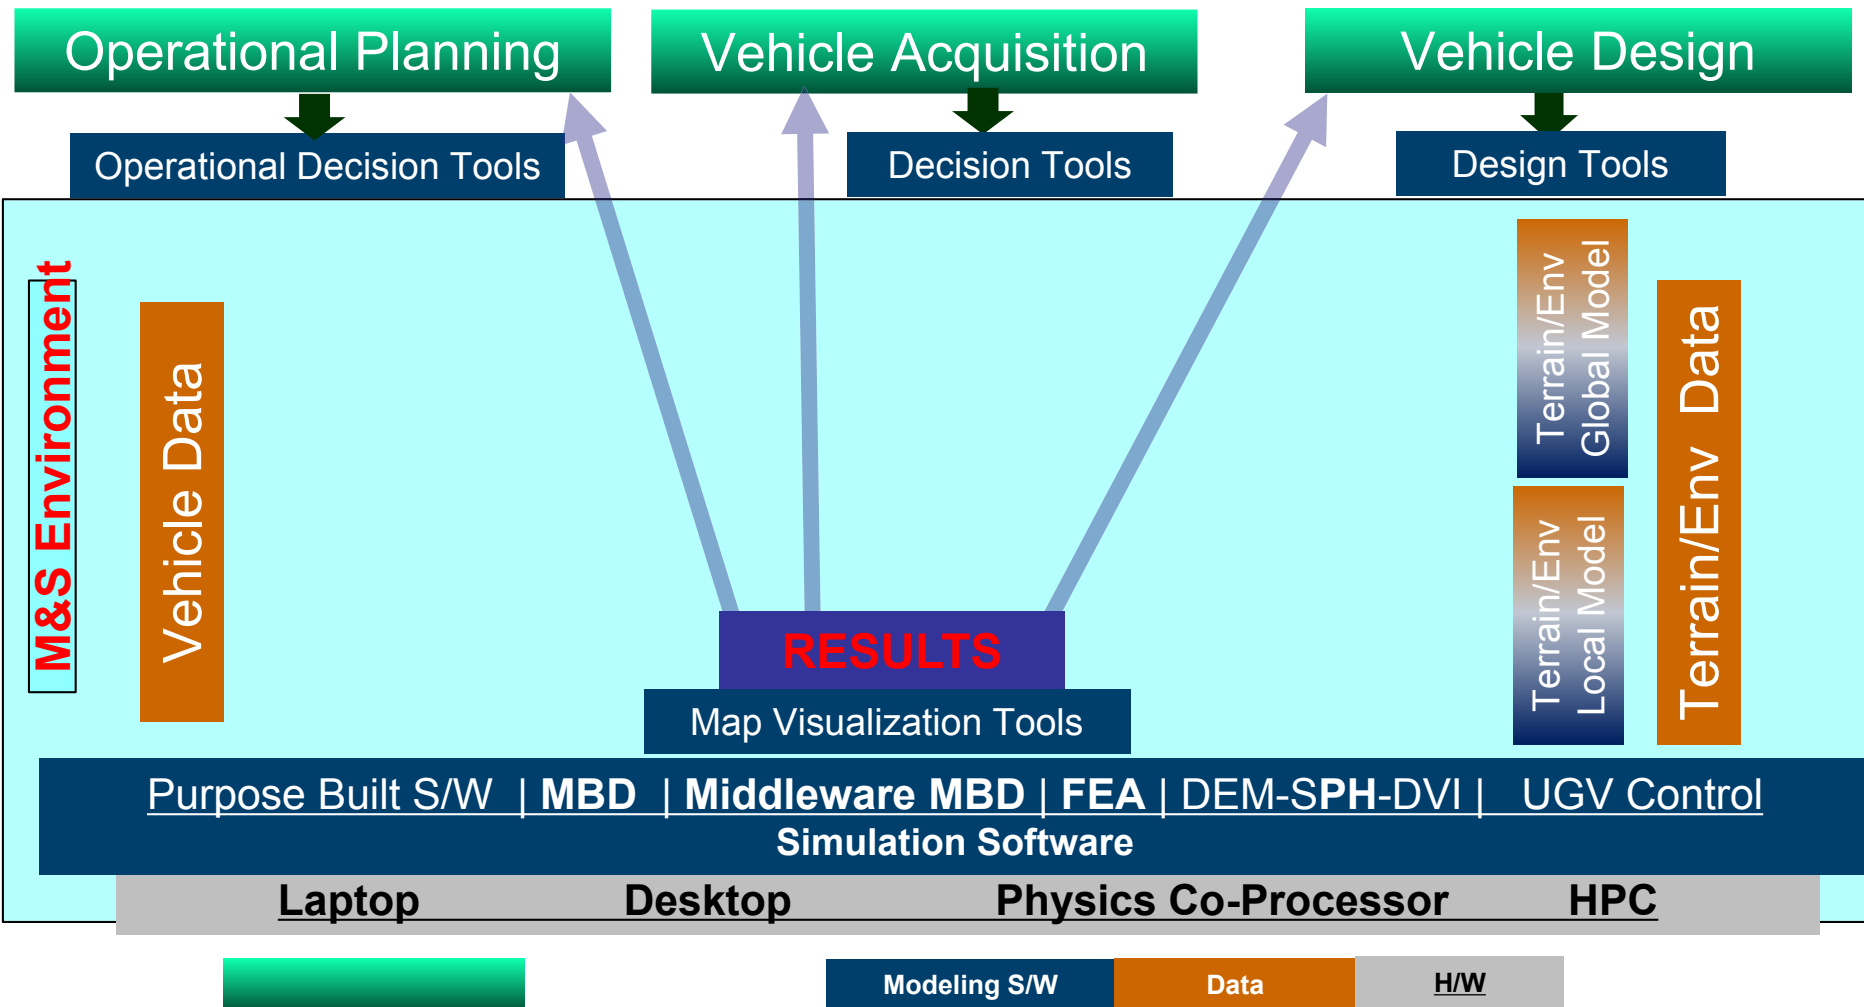 Operational Planning
Vehicle Acquisition
Vehicle Design
Operational Decision Tools
Decision Tools
Design Tools
M&S Environment
Vehicle Data
Terrain/Env
Global Model
Terrain/Env
Local Model
Terrain/Env Data
RESULTS
Map Visualization Tools
Purpose Built S/W | MBD | Middleware MBD | FEA | DEM-SPH-DVI | UGV Control
Simulation Software
Laptop Desktop Physics Co-Processor HPC
Modeling S/W Data H/W